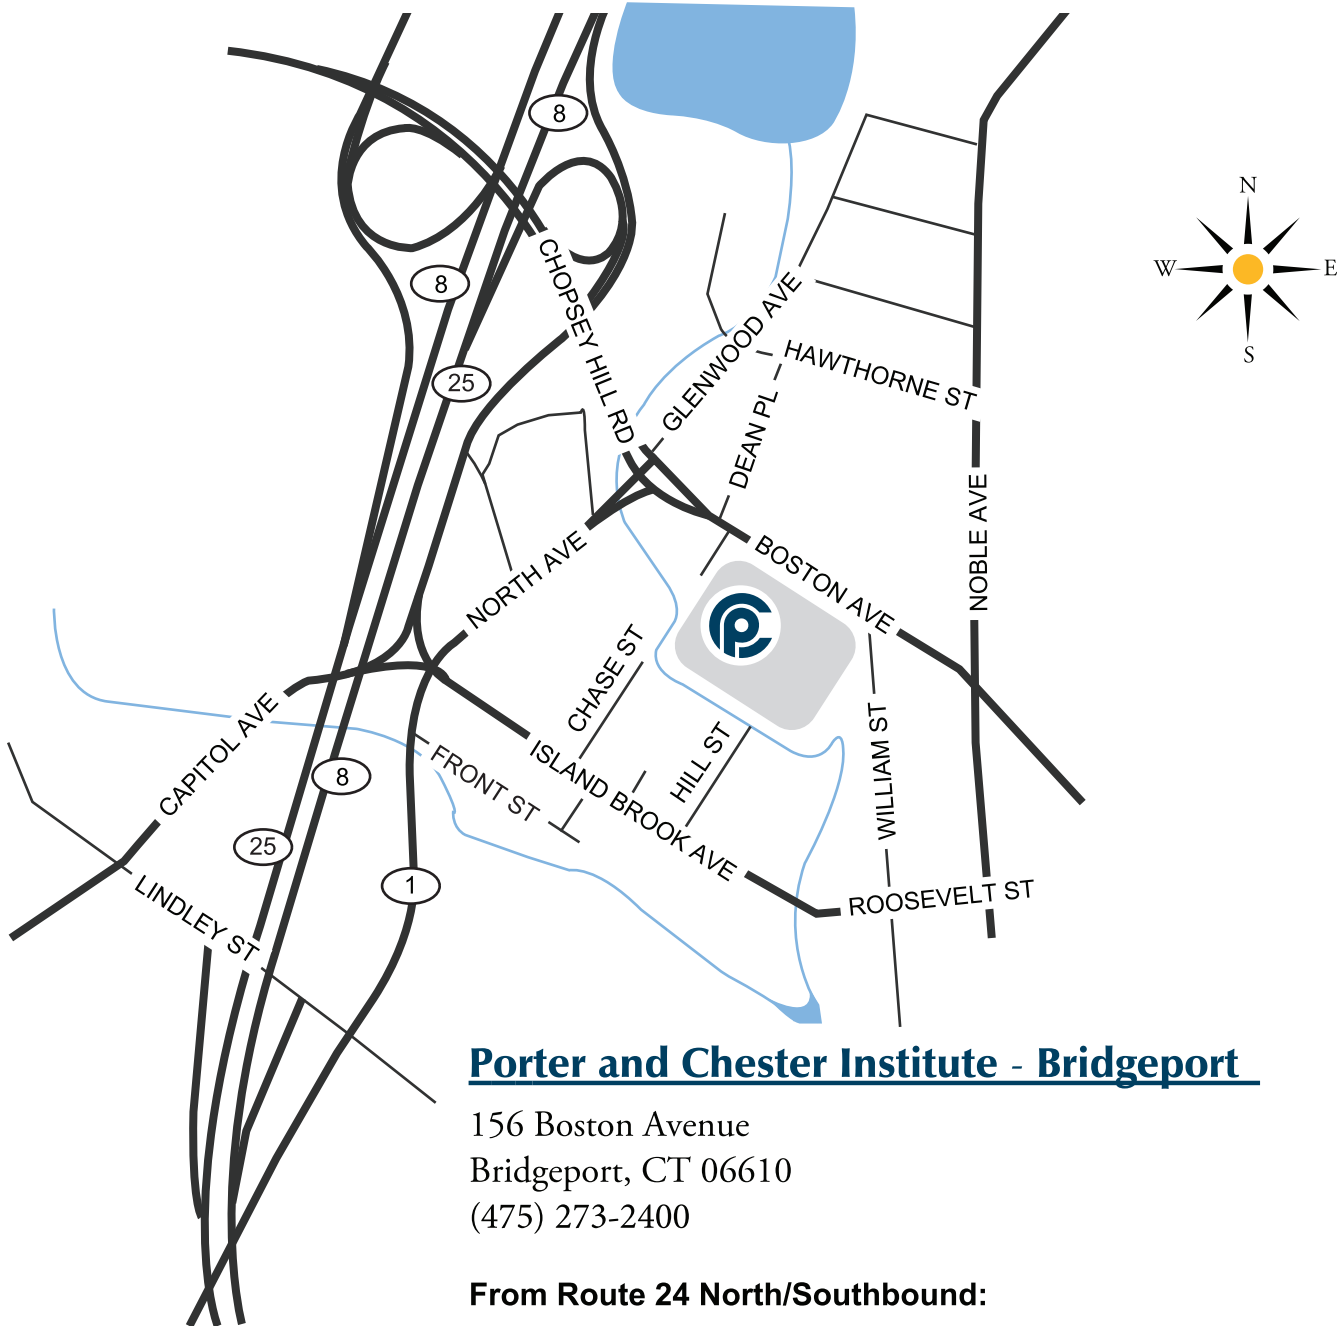 8
N
W
E
S
8
CHOPSEY HILL RD
GLENWOOD AVE
25
HAWTHORNE ST
DEAN PL
NOBLE AVE
NORTH AVE
BOSTON AVE
PC
CHASE ST
CAPITOL AVE
FRONT ST
ISLAND BROOK AVE
HILL ST
WILLIAM ST
8
25
1
LINDLEY ST
ROOSEVELT ST
Porter and Chester Institute - Bridgeport
156 Boston Avenue
Bridgeport, CT 06610
(475) 273-2400
From Route 24 North/Southbound: